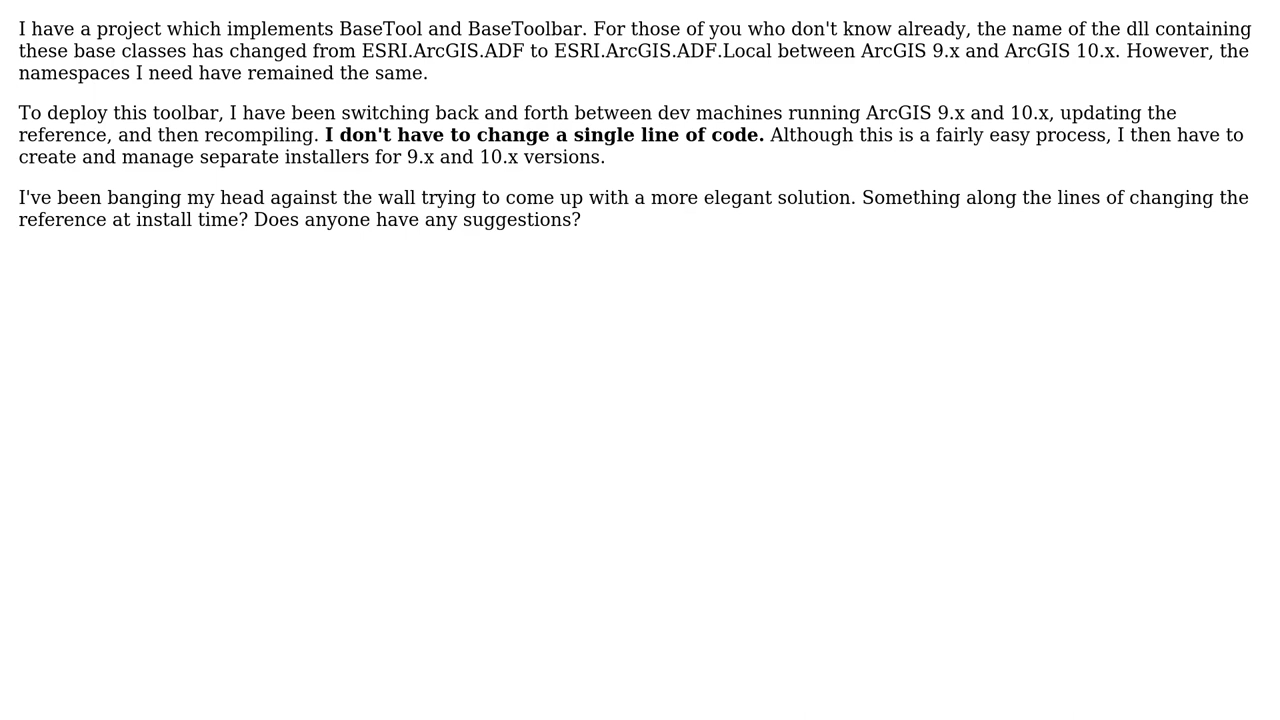 I have a project which implements BaseTool and BaseToolbar. For those of you who don't know already, the name of the dll containing
these base classes has changed from ESRI.ArcGIS.ADF to ESRI.ArcGIS.ADF.Local between ArcGIS 9.x and ArcGIS 10.x. However, the
namespaces I need have remained the same.
To deploy this toolbar, I have been switching back and forth between dev machines running ArcGIS 9.x and 10.x, updating the
reference, and then recompiling. I don't have to change a single line of code. Although this is a fairly easy process, I then have to
create and manage separate installers for 9.x and 10.x versions.
I've been banging my head against the wall trying to come up with a more elegant solution. Something along the lines of changing the
reference at install time? Does anyone have any suggestions?